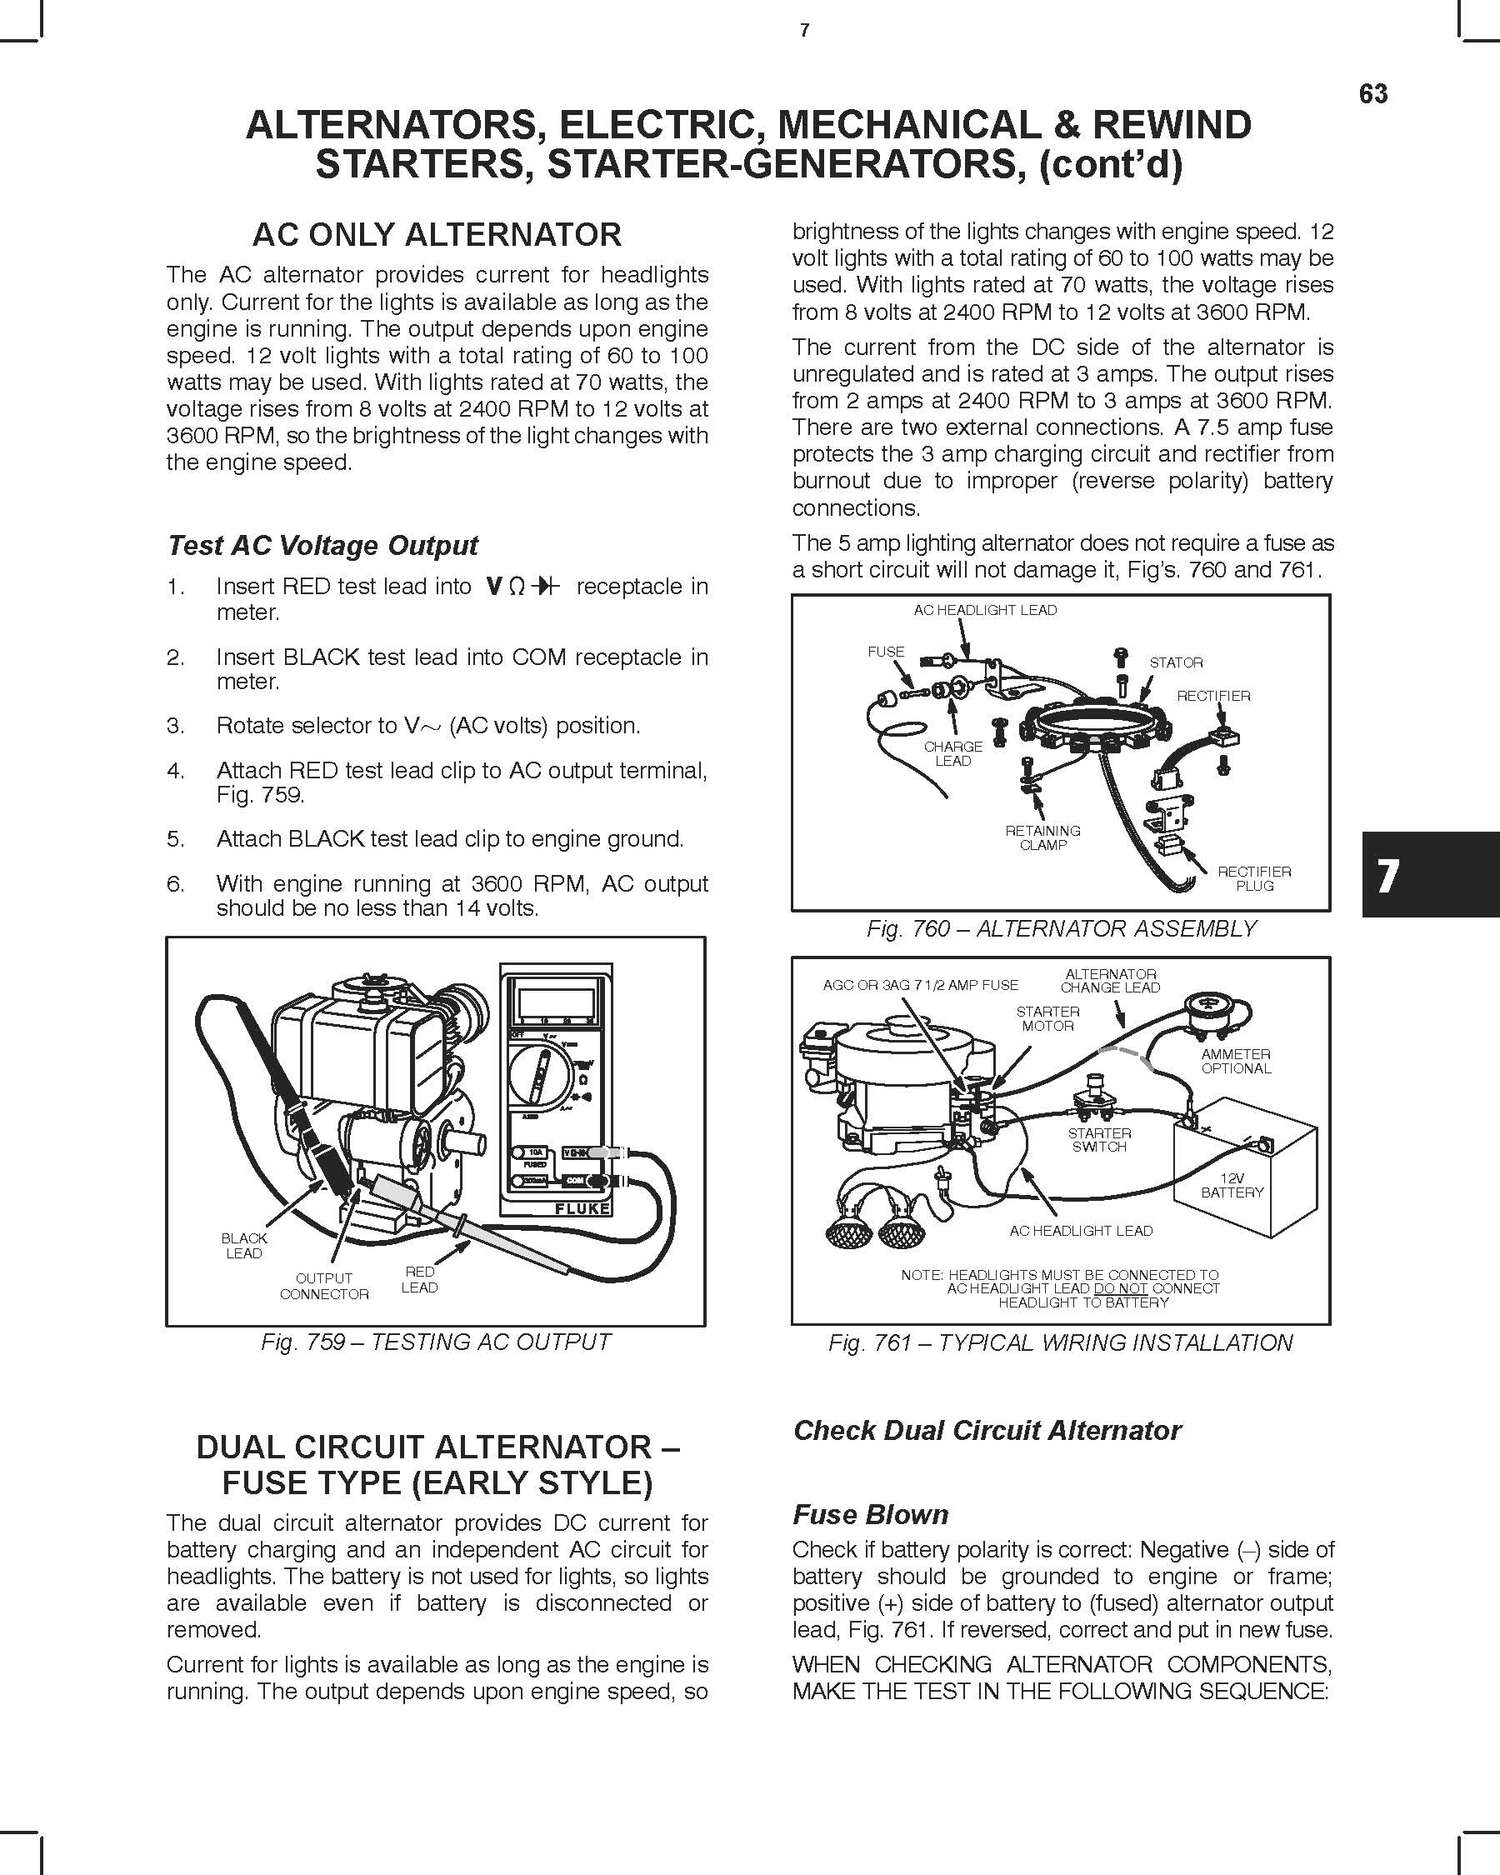 7
63
ALTERNATORS, ELECTRIC, MECHANICAL & REWIND
STARTERS, STARTER-GENERATORS, (cont’d)
AC ONLY ALTERNATOR
The AC alternator provides current for headlights
only. Current for the lights is available as long as the
engine is running. The output depends upon engine
speed. 12 volt lights with a total rating of 60 to 100
watts may be used. With lights rated at 70 watts, the
voltage rises from 8 volts at 2400 RPM to 12 volts at
3600 RPM, so the brightness of the light changes with
the engine speed.
Test AC Voltage Output
1. Insert RED test lead into V Ω receptacle in
meter.
2. Insert BLACK test lead into COM receptacle in
meter.
3. Rotate selector to V~ (AC volts) position.
4. Attach RED test lead clip to AC output terminal,
Fig. 759.
5. Attach BLACK test lead clip to engine ground.
6. With engine running at 3600 RPM, AC output
should be no less than 14 volts.
OFF
10A
FUSED
COM
FLUKE
BLACK
LEAD
OUTPUT
CONNECTOR
RED
LEAD
Fig. 759 – TESTING AC OUTPUT
DUAL CIRCUIT ALTERNATOR –
FUSE TYPE (EARLY STYLE)
The dual circuit alternator provides DC current for
battery charging and an independent AC circuit for
headlights. The battery is not used for lights, so lights
are available even if battery is disconnected or
removed.
Current for lights is available as long as the engine is
running. The output depends upon engine speed, so
brightness of the lights changes with engine speed. 12
volt lights with a total rating of 60 to 100 watts may be
used. With lights rated at 70 watts, the voltage rises
from 8 volts at 2400 RPM to 12 volts at 3600 RPM.
The current from the DC side of the alternator is
unregulated and is rated at 3 amps. The output rises
from 2 amps at 2400 RPM to 3 amps at 3600 RPM.
There are two external connections. A 7.5 amp fuse
protects the 3 amp charging circuit and rectifier from
burnout due to improper (reverse polarity) battery
connections.
The 5 amp lighting alternator does not require a fuse as
a short circuit will not damage it, Fig’s. 760 and 761.
AC HEADLIGHT LEAD
FUSE
STATOR
RECTIFIER
CHARGE
LEAD
RETAINING
CLAMP
RECTIFIER
PLUG
Fig. 760 – ALTERNATOR ASSEMBLY
7
AGC OR 3AG 7 1/2 AMP FUSE
ALTERNATOR
CHANGE LEAD
STARTER
MOTOR
AMMETER
OPTIONAL
STARTER
SWITCH
+
–
12V
BATTERY
AC HEADLIGHT LEAD
NOTE: HEADLIGHTS MUST BE CONNECTED TO
AC HEADLIGHT LEAD DO NOT CONNECT
HEADLIGHT TO BATTERY
Fig. 761 – TYPICAL WIRING INSTALLATION
Check Dual Circuit Alternator
Fuse Blown
Check if battery polarity is correct: Negative (–) side of
battery should be grounded to engine or frame;
positive (+) side of battery to (fused) alternator output
lead, Fig. 761. If reversed, correct and put in new fuse.
WHEN CHECKING ALTERNATOR COMPONENTS,
MAKE THE TEST IN THE FOLLOWING SEQUENCE: